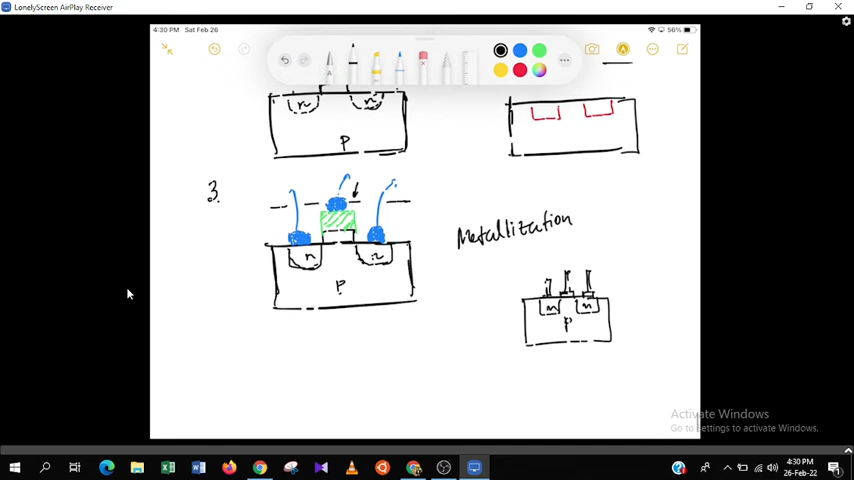 LonelyScreen AirPlay Receiver
4:30 PM Sat Feb 26
56%
A
n n
P
3.
Metallization
n n
P
n n
P
Activate Windows
Go to Settings to activate Windows.
4:30 PM
26-Feb-22